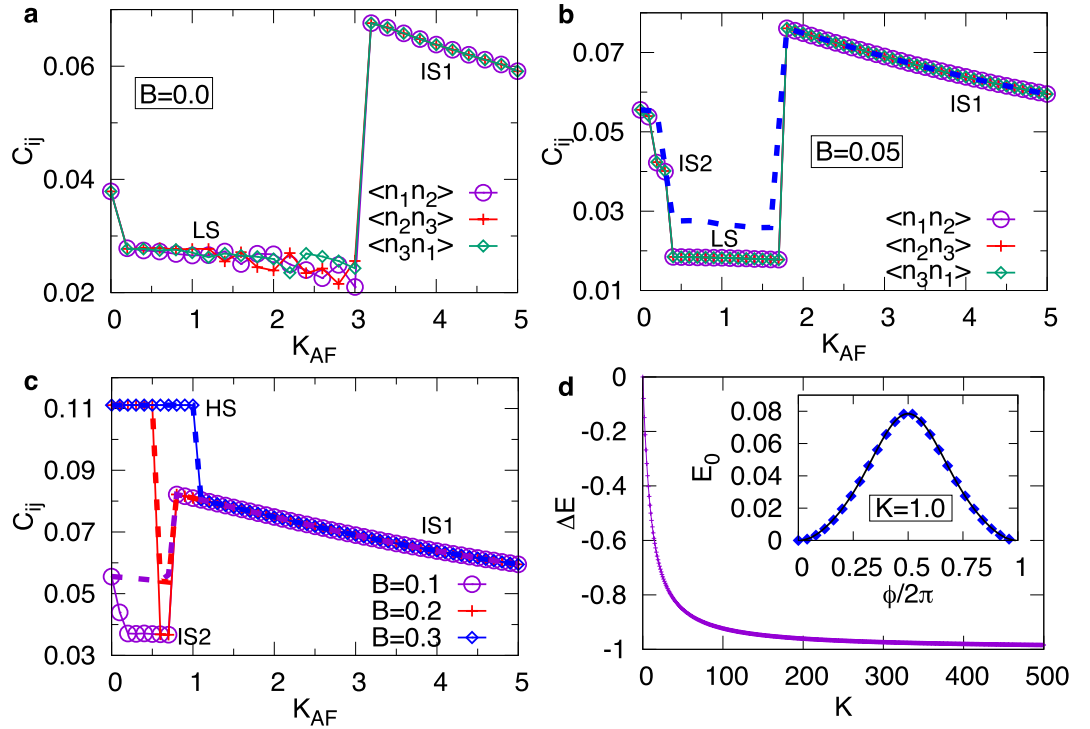 a
0.06
0.04
0.02
C_ij
B=0.0
IS1
LS
<n₁n₂>
<n₂n₃>
<n₃n₁>
0 1 2 3 4 5
K_AF
b
0.07
0.05
0.03
0.01
C_ij
IS1
IS2
B=0.05
LS
<n₁n₂>
<n₂n₃>
<n₃n₁>
0 1 2 3 4 5
K_AF
c
0.11
0.09
0.07
0.05
0.03
C_ij
HS
IS1
IS2
B=0.1
B=0.2
B=0.3
0 1 2 3 4 5
K_AF
d
0
-0.2
-0.4
-0.6
-0.8
-1
ΔE
0.08
0.04
0
E₀
K=1.0
0 0.25 0.5 0.75 1
ϕ/2π
0 100 200 300 400 500
K